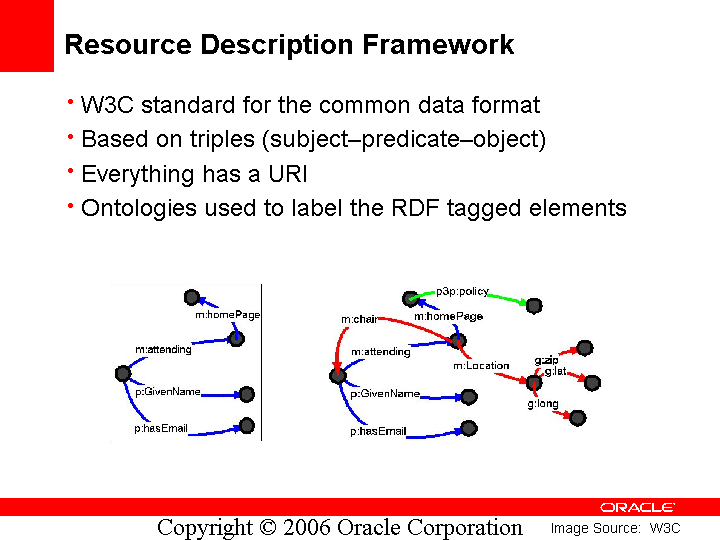 Resource Description Framework
• W3C standard for the common data format
• Based on triples (subject–predicate–object)
• Everything has a URI
• Ontologies used to label the RDF tagged elements
m:homePage
m:attending
p:GivenName
p:hasEmail
p3p:policy
m:chair
m:homePage
m:attending
m:Location
g:zip
g:lat
p:GivenName
g:long
p:hasEmail
ORACLE
Copyright © 2006 Oracle Corporation
Image Source: W3C